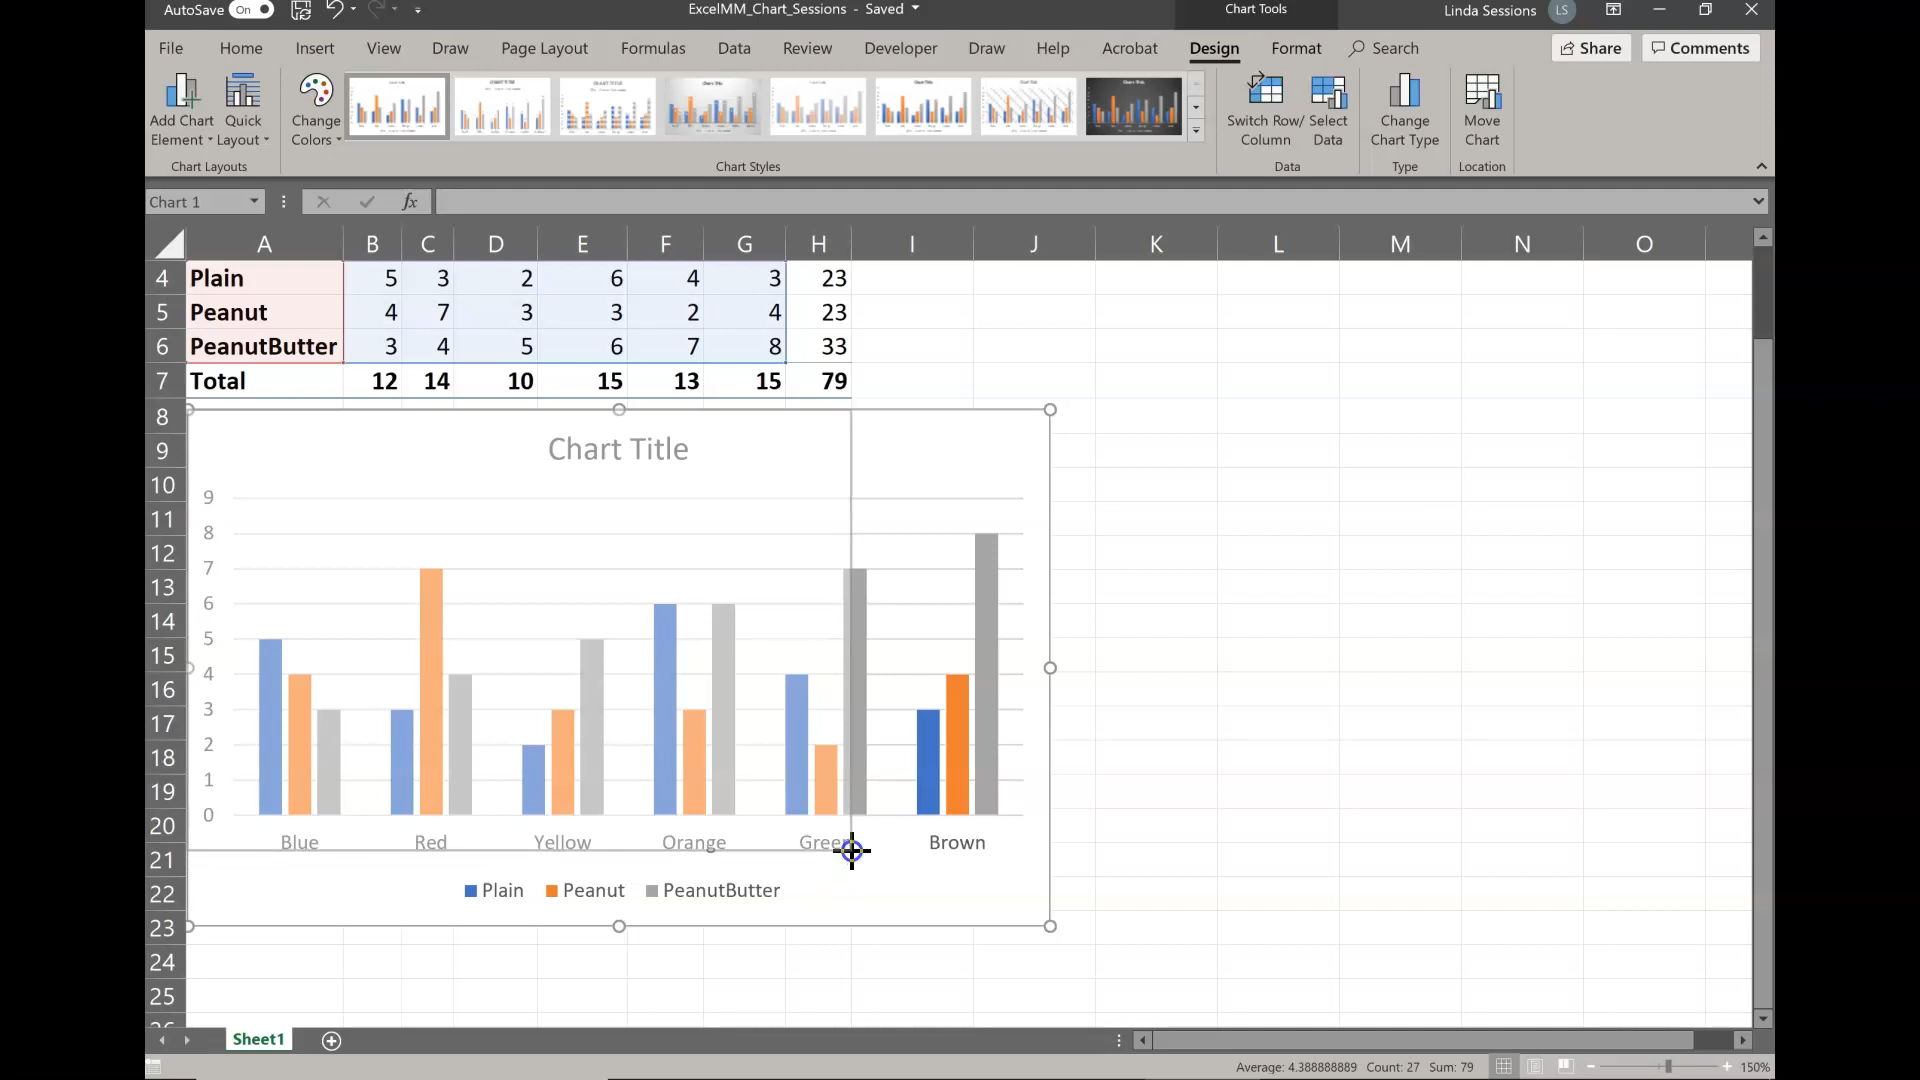 AutoSave On ExcelMM_Chart_Sessions - Saved Chart Tools Linda Sessions LS
File Home Insert View Draw Page Layout Formulas Data Review Developer Draw Help Acrobat Design Format Search Share Comments
Add Chart Element Quick Layout Change Colors Switch Row/ Column Select Data Change Chart Type Move Chart
Chart Layouts Chart Styles Data Type Location
Chart 1 fx
A B C D E F G H I J K L M N O
4 Plain 5 3 2 6 4 3 23
5 Peanut 4 7 3 3 2 4 23
6 PeanutButter 3 4 5 6 7 8 33
7 Total 12 14 10 15 13 15 79
8
9 Chart Title
10 9
11 8
12 7
13 6
14 5
15 4
16 3
17 2
18 1
19 0
20 Blue Red Yellow Orange Green Brown
21
22 Plain Peanut PeanutButter
23
24
25
Sheet1
Average: 4.388888889 Count: 27 Sum: 79 150%